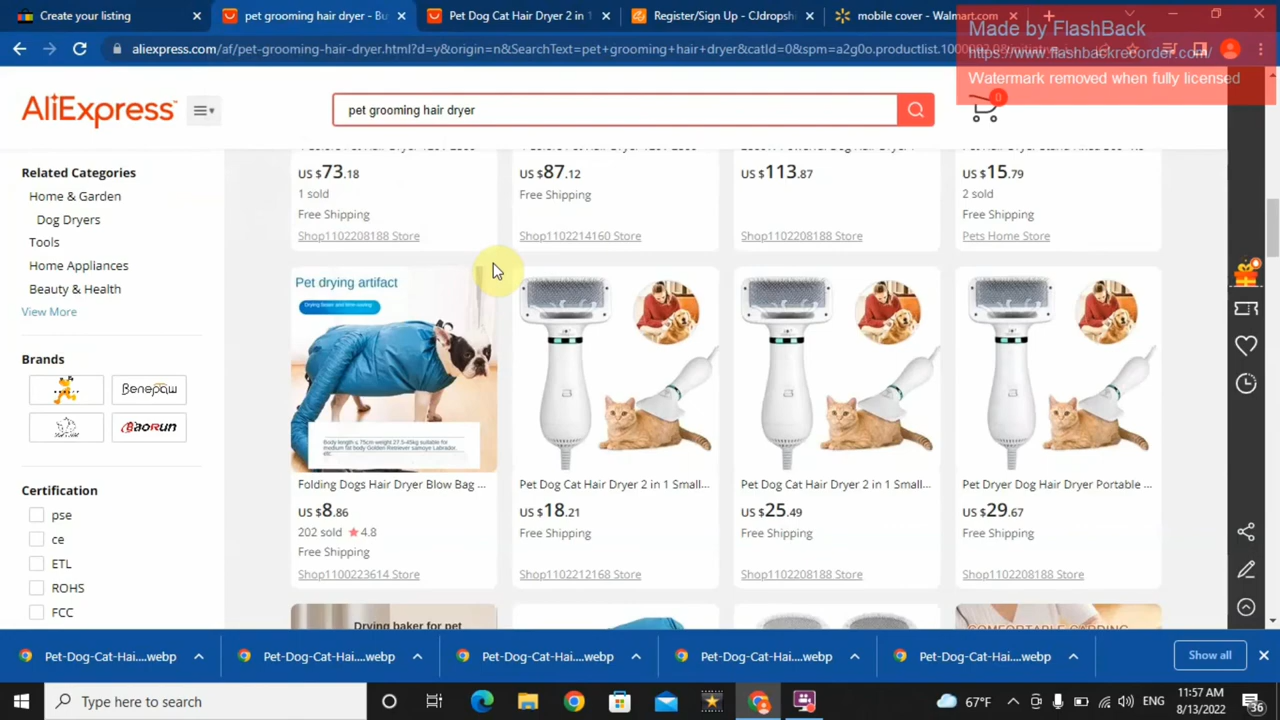 Create your listing
pet grooming hair dryer - Bu
Pet Dog Cat Hair Dryer 2 in 1
Register/Sign Up - CJdropsh
mobile cover - Walmart.com
Made by FlashBack
https://www.flashbackrecorder.com/
Watermark removed when fully licensed
aliexpress.com/af/pet-grooming-hair-dryer.html?d=y&origin=n&SearchText=pet+grooming+hair+dryer&catId=0&spm=a2g0o.productlist.1000
AliExpress
pet grooming hair dryer
0
Related Categories
Home & Garden
Dog Dryers
Tools
Home Appliances
Beauty & Health
View More
Brands
Benepaw
BAORUN
Certification
pse
ce
ETL
ROHS
FCC
US $73.18
1 sold
Free Shipping
Shop1102208188 Store
US $87.12
Free Shipping
Shop1102214160 Store
US $113.87
Shop1102208188 Store
US $15.79
2 sold
Free Shipping
Pets Home Store
Pet drying artifact
Folding Dogs Hair Dryer Blow Bag ...
US $8.86
202 sold ★ 4.8
Free Shipping
Shop1100223614 Store
Pet Dog Cat Hair Dryer 2 in 1 Small...
US $18.21
Free Shipping
Shop1102212168 Store
Pet Dog Cat Hair Dryer 2 in 1 Small...
US $25.49
Free Shipping
Shop1102208188 Store
Pet Dryer Dog Hair Dryer Portable ...
US $29.67
Free Shipping
Shop1102208188 Store
Drying baker for pet
COMFORTABLE CARDING
Pet-Dog-Cat-Hai....webp
Pet-Dog-Cat-Hai....webp
Pet-Dog-Cat-Hai....webp
Pet-Dog-Cat-Hai....webp
Pet-Dog-Cat-Hai....webp
Show all
Type here to search
67°F
ENG
11:57 AM
8/13/2022
36